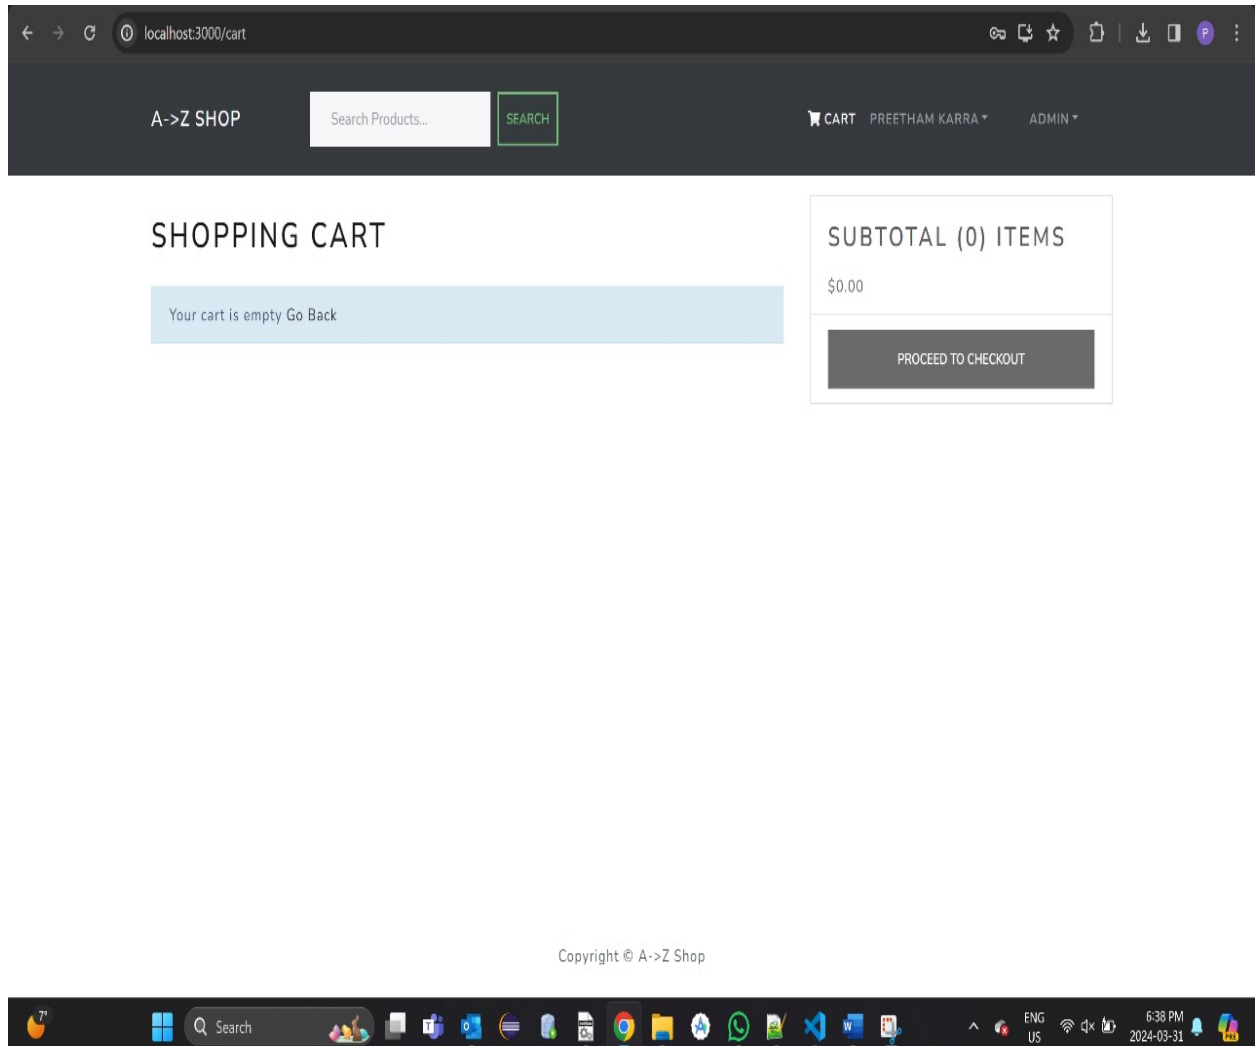 localhost:3000/cart
P
A->Z SHOP
Search Products...
SEARCH
CART
PREETHAM KARRA
ADMIN
SHOPPING CART
Your cart is empty Go Back
SUBTOTAL (0) ITEMS
$0.00
PROCEED TO CHECKOUT
Copyright © A->Z Shop
7°
Search
ENG
US
6:38 PM
2024-03-31
PRE